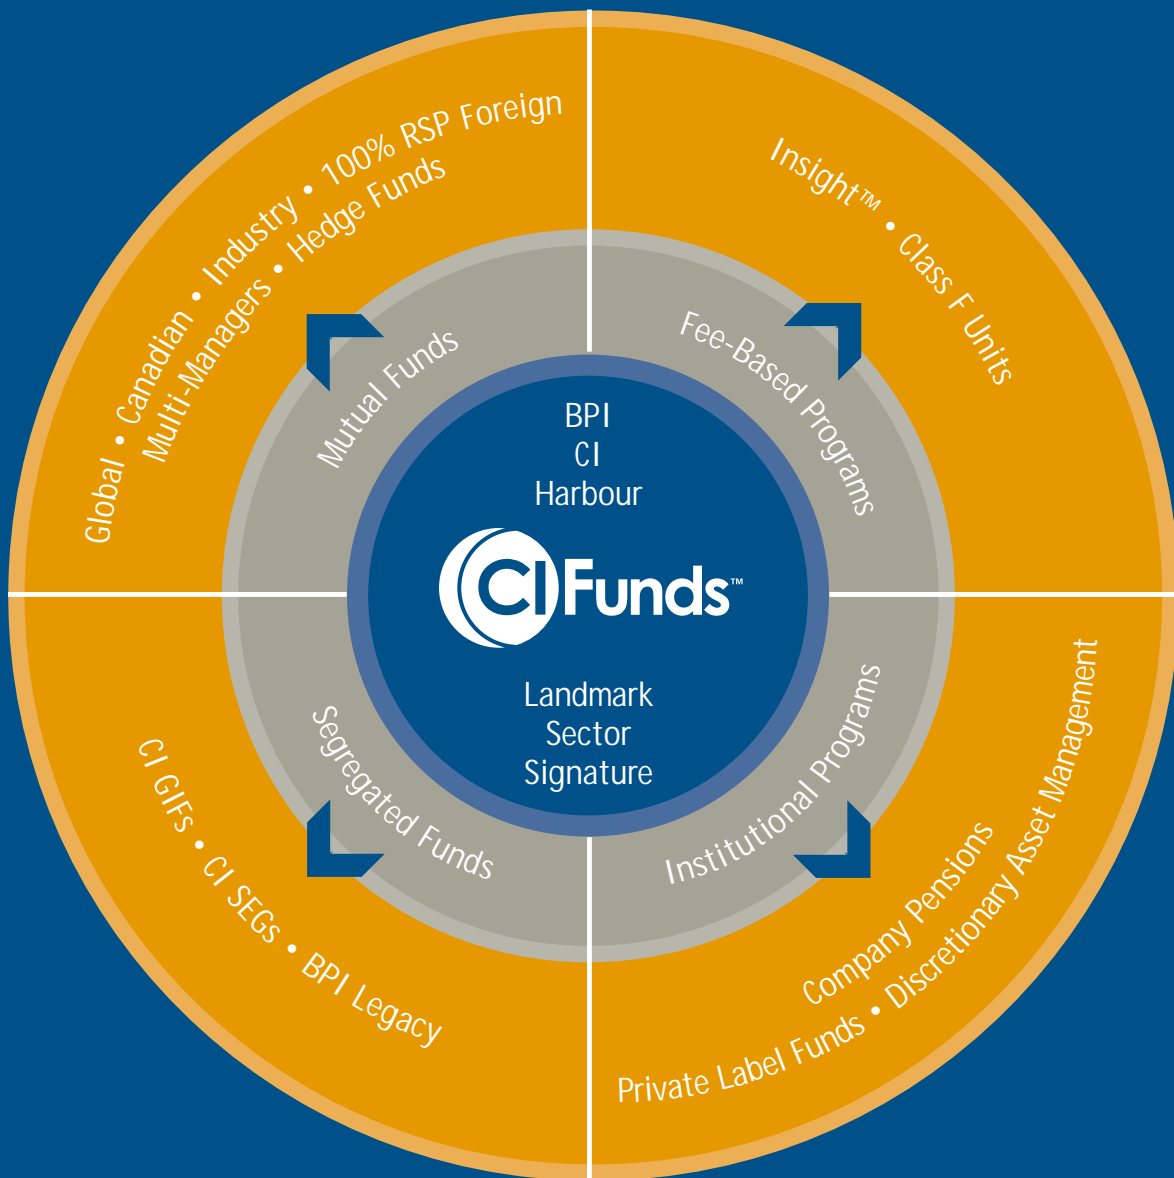 Global • Canadian • Industry • 100% RSP Foreign
Multi-Managers • Hedge Funds
Insight™ • Class F Units
Mutual Funds
Fee-Based Programs
BPI
CI
Harbour
CI Funds™
Landmark
Sector
Signature
Segregated Funds
Institutional Programs
CI GIFs • CI SEGs • BPI Legacy
Company Pensions
Private Label Funds • Discretionary Asset Management